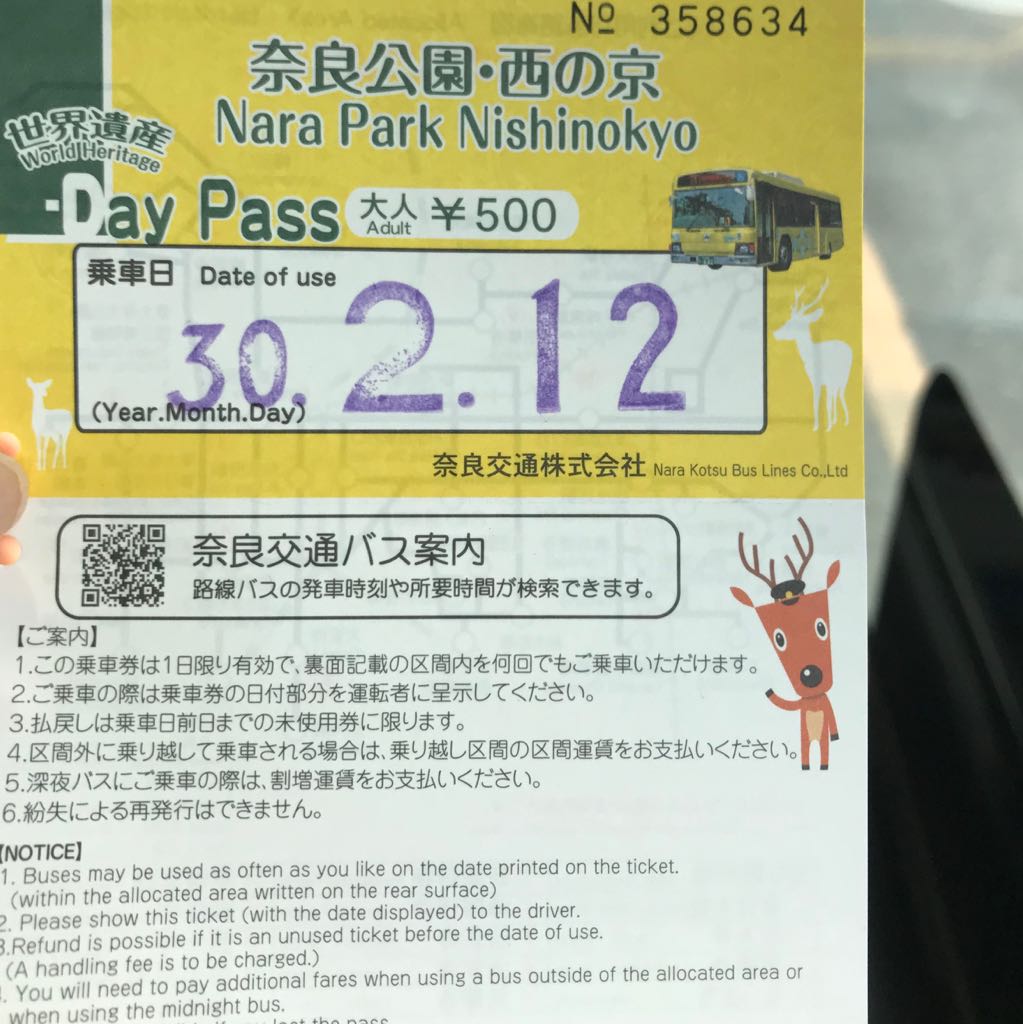 № 358634
奈良公園・西の京
Nara Park Nishinokyo
世界遺産
World Heritage
-Day Pass
大人 ¥500
Adult
乗車日 Date of use
30.2.12
(Year.Month.Day)
奈良交通株式会社 Nara Kotsu Bus Lines Co.,Ltd
奈良交通バス案内
路線バスの発車時刻や所要時間が検索できます。
【ご案内】
1.この乗車券は1日限り有効で、裏面記載の区間内を何回でもご乗車いただけます。
2.ご乗車の際は乗車券の日付部分を運転者に呈示してください。
3.払戻しは乗車日前日までの未使用券に限ります。
4.区間外に乗り越して乗車される場合は、乗り越し区間の区間運賃をお支払いください。
5.深夜バスにご乗車の際は、割増運賃をお支払いください。
6.紛失による再発行はできません。
【NOTICE】
1. Buses may be used as often as you like on the date printed on the ticket.
(within the allocated area written on the rear surface)
2. Please show this ticket (with the date displayed) to the driver.
3.Refund is possible if it is an unused ticket before the date of use.
(A handling fee is to be charged.)
. You will need to pay additional fares when using a bus outside of the allocated area or
when using the midnight bus.
lost the pass